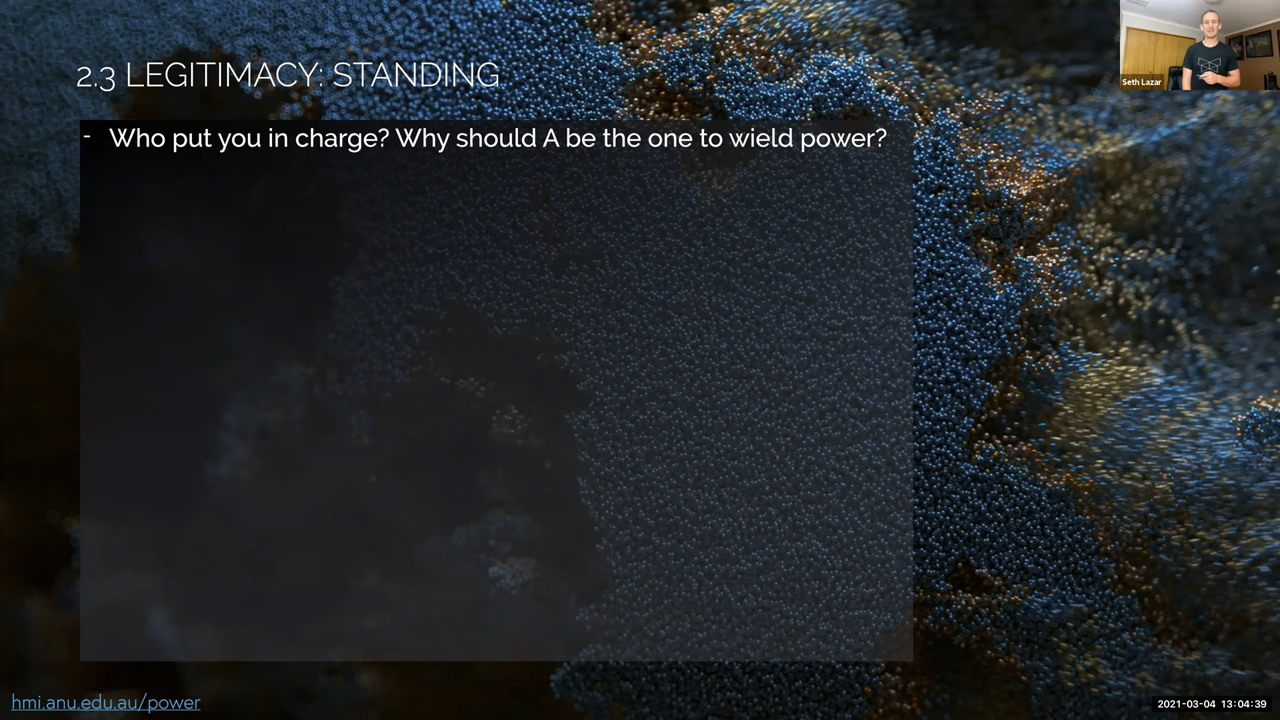 2.3 LEGITIMACY: STANDING
Seth Lazar
- Who put you in charge? Why should A be the one to wield power?
hmi.anu.edu.au/power
2021-03-04 13:04:39